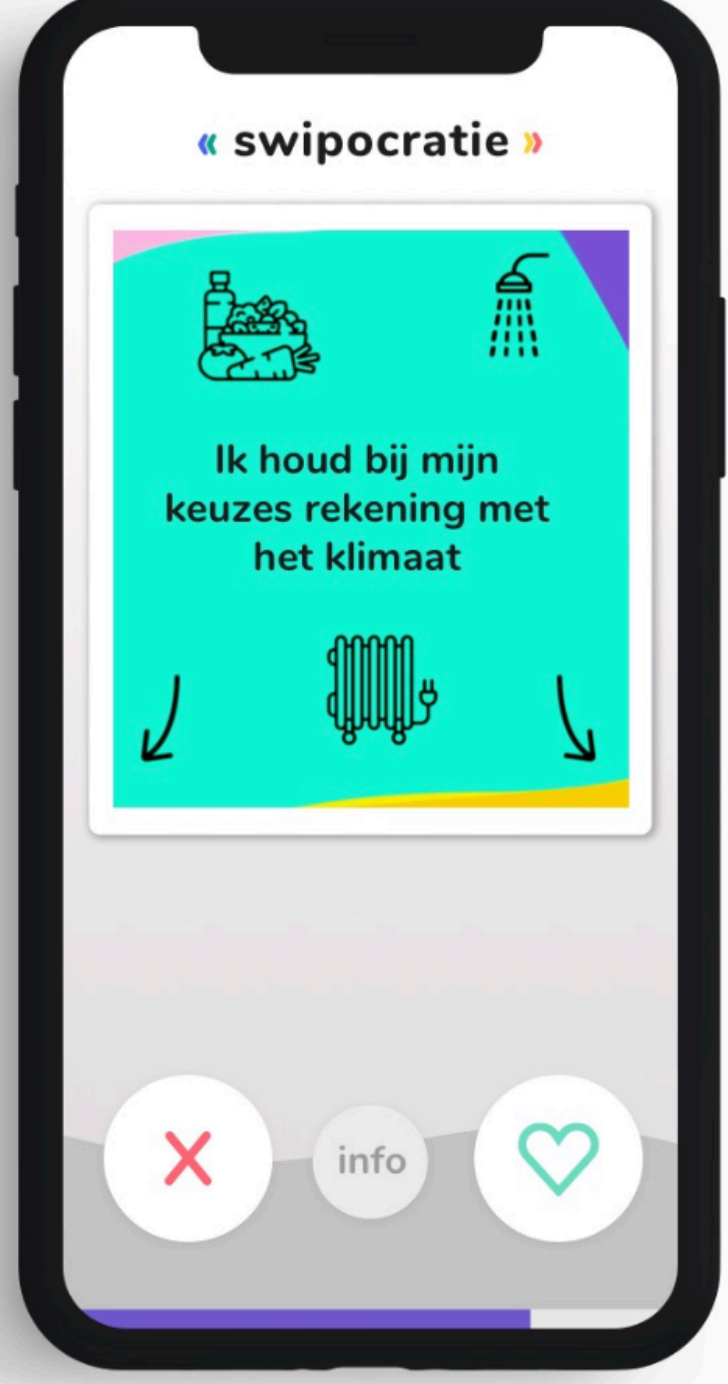 « swipocratie »
Ik houd bij mijn
keuzes rekening met
het klimaat
info